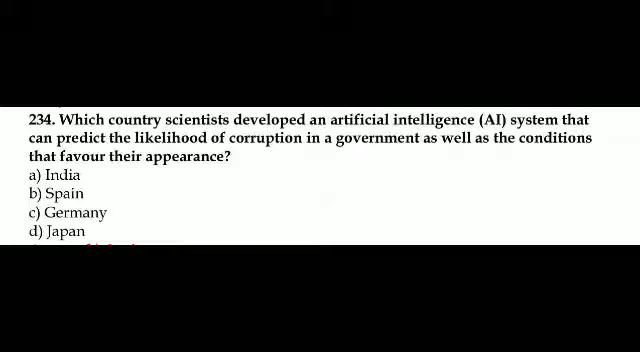 234. Which country scientists developed an artificial intelligence (AI) system that
can predict the likelihood of corruption in a government as well as the conditions
that favour their appearance?
a) India
b) Spain
c) Germany
d) Japan